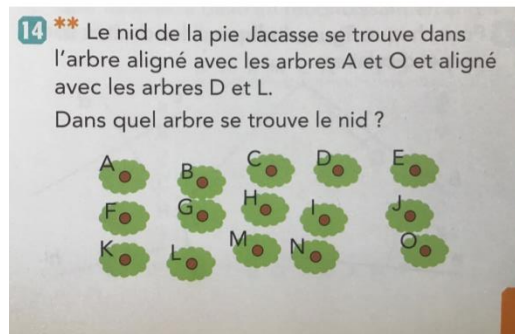 14 ** Le nid de la pie Jacasse se trouve dans
l'arbre aligné avec les arbres A et O et aligné
avec les arbres D et L.
Dans quel arbre se trouve le nid ?
A B C D E
F G H I J
K L M N O